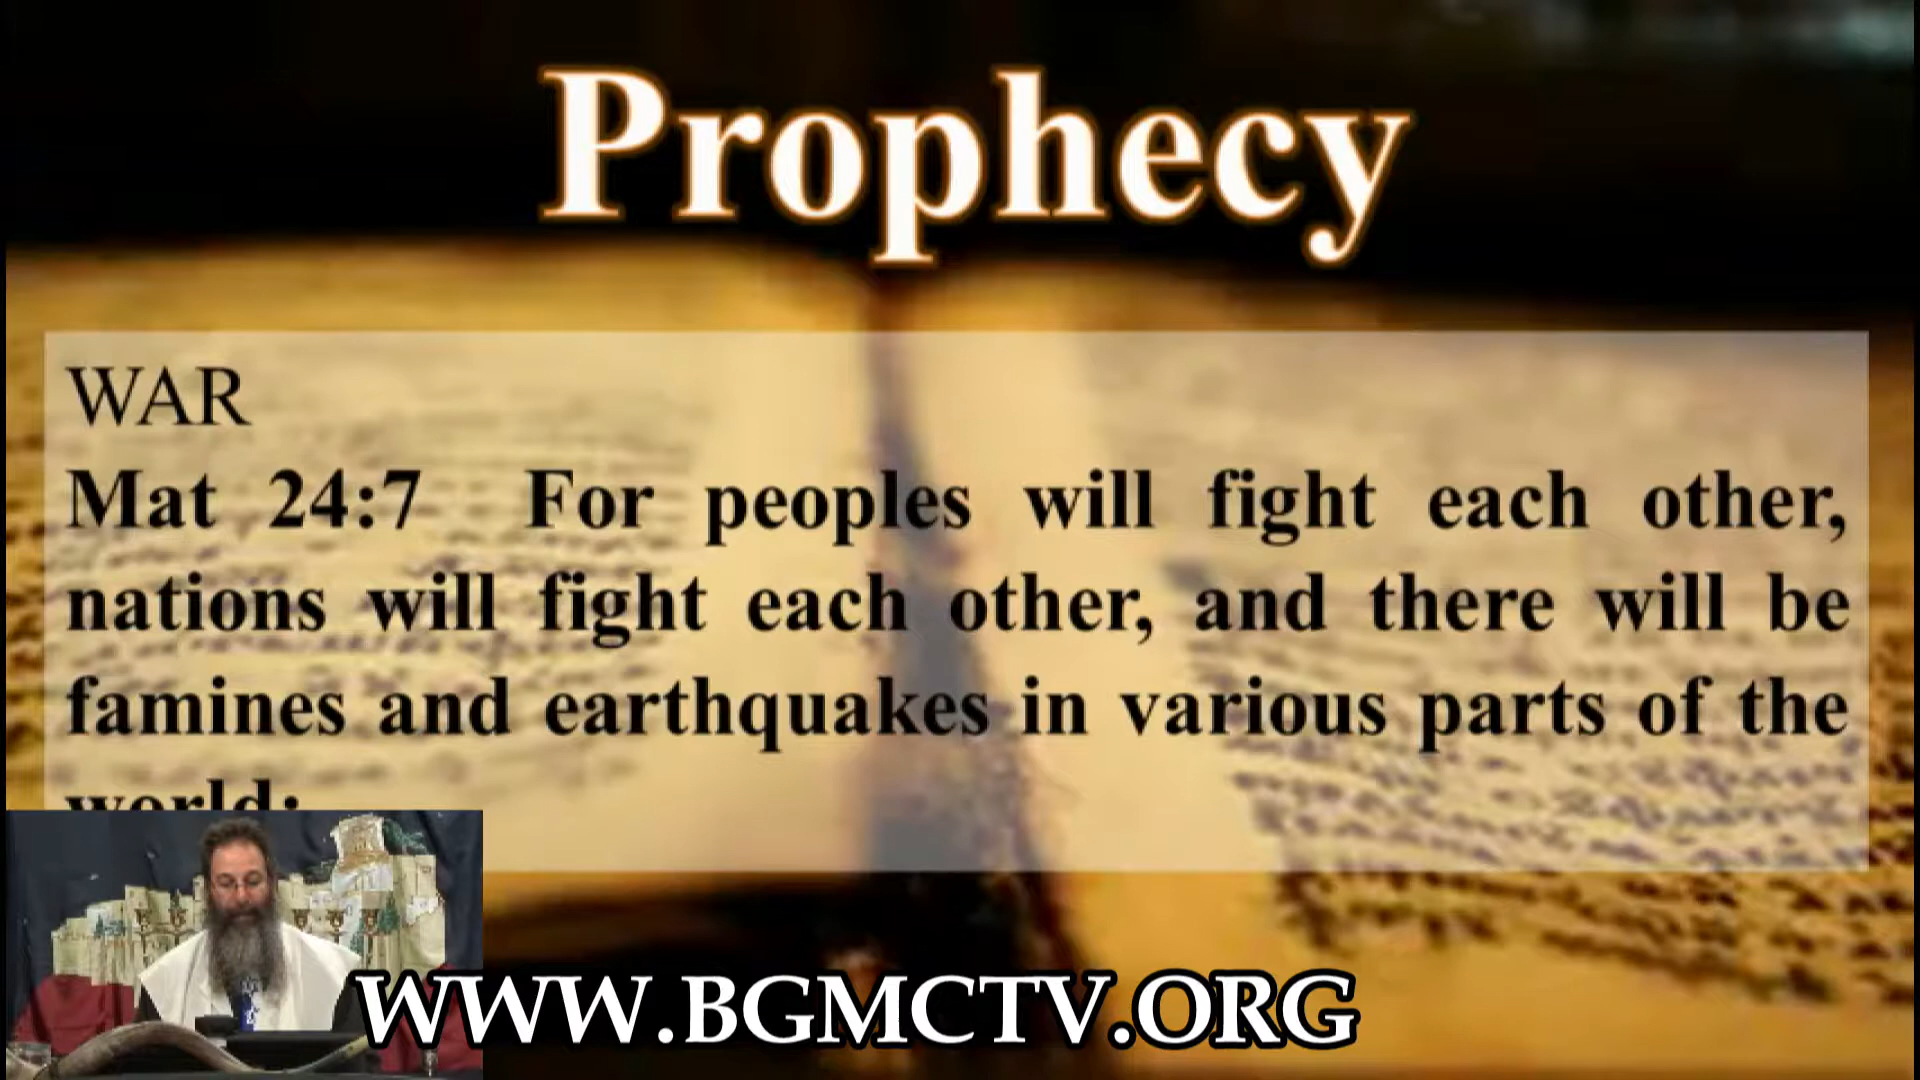 Prophecy
WAR
Mat 24:7 For peoples will fight each other,
nations will fight each other, and there will be
famines and earthquakes in various parts of the
world;
WWW.BGMCTV.ORG